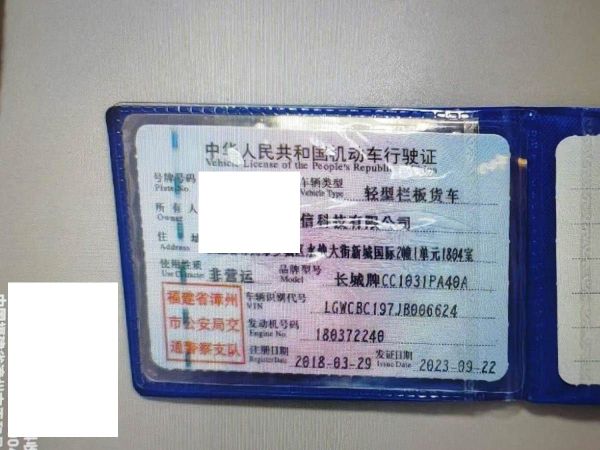 中华人民共和国机动车行驶证
Vehicle License of the People's Republic
号牌号码 车辆类型 轻型栏板货车
Plate No. Vehicle Type
所有人 信科技有限公司
Owner
住 址 大街新城国际2幢1单元1804室
Address
使用性质 非营运 品牌型号 长城牌CC1031PA40A
Use Character Model
福建省漳州 车辆识别代号 LGWCBC197JB006624
VIN
市公安局交 发动机号码 180372240
Engine No.
通警察支队 注册日期 2018-03-29 发证日期 2023-09-22
Register Date Issue Date